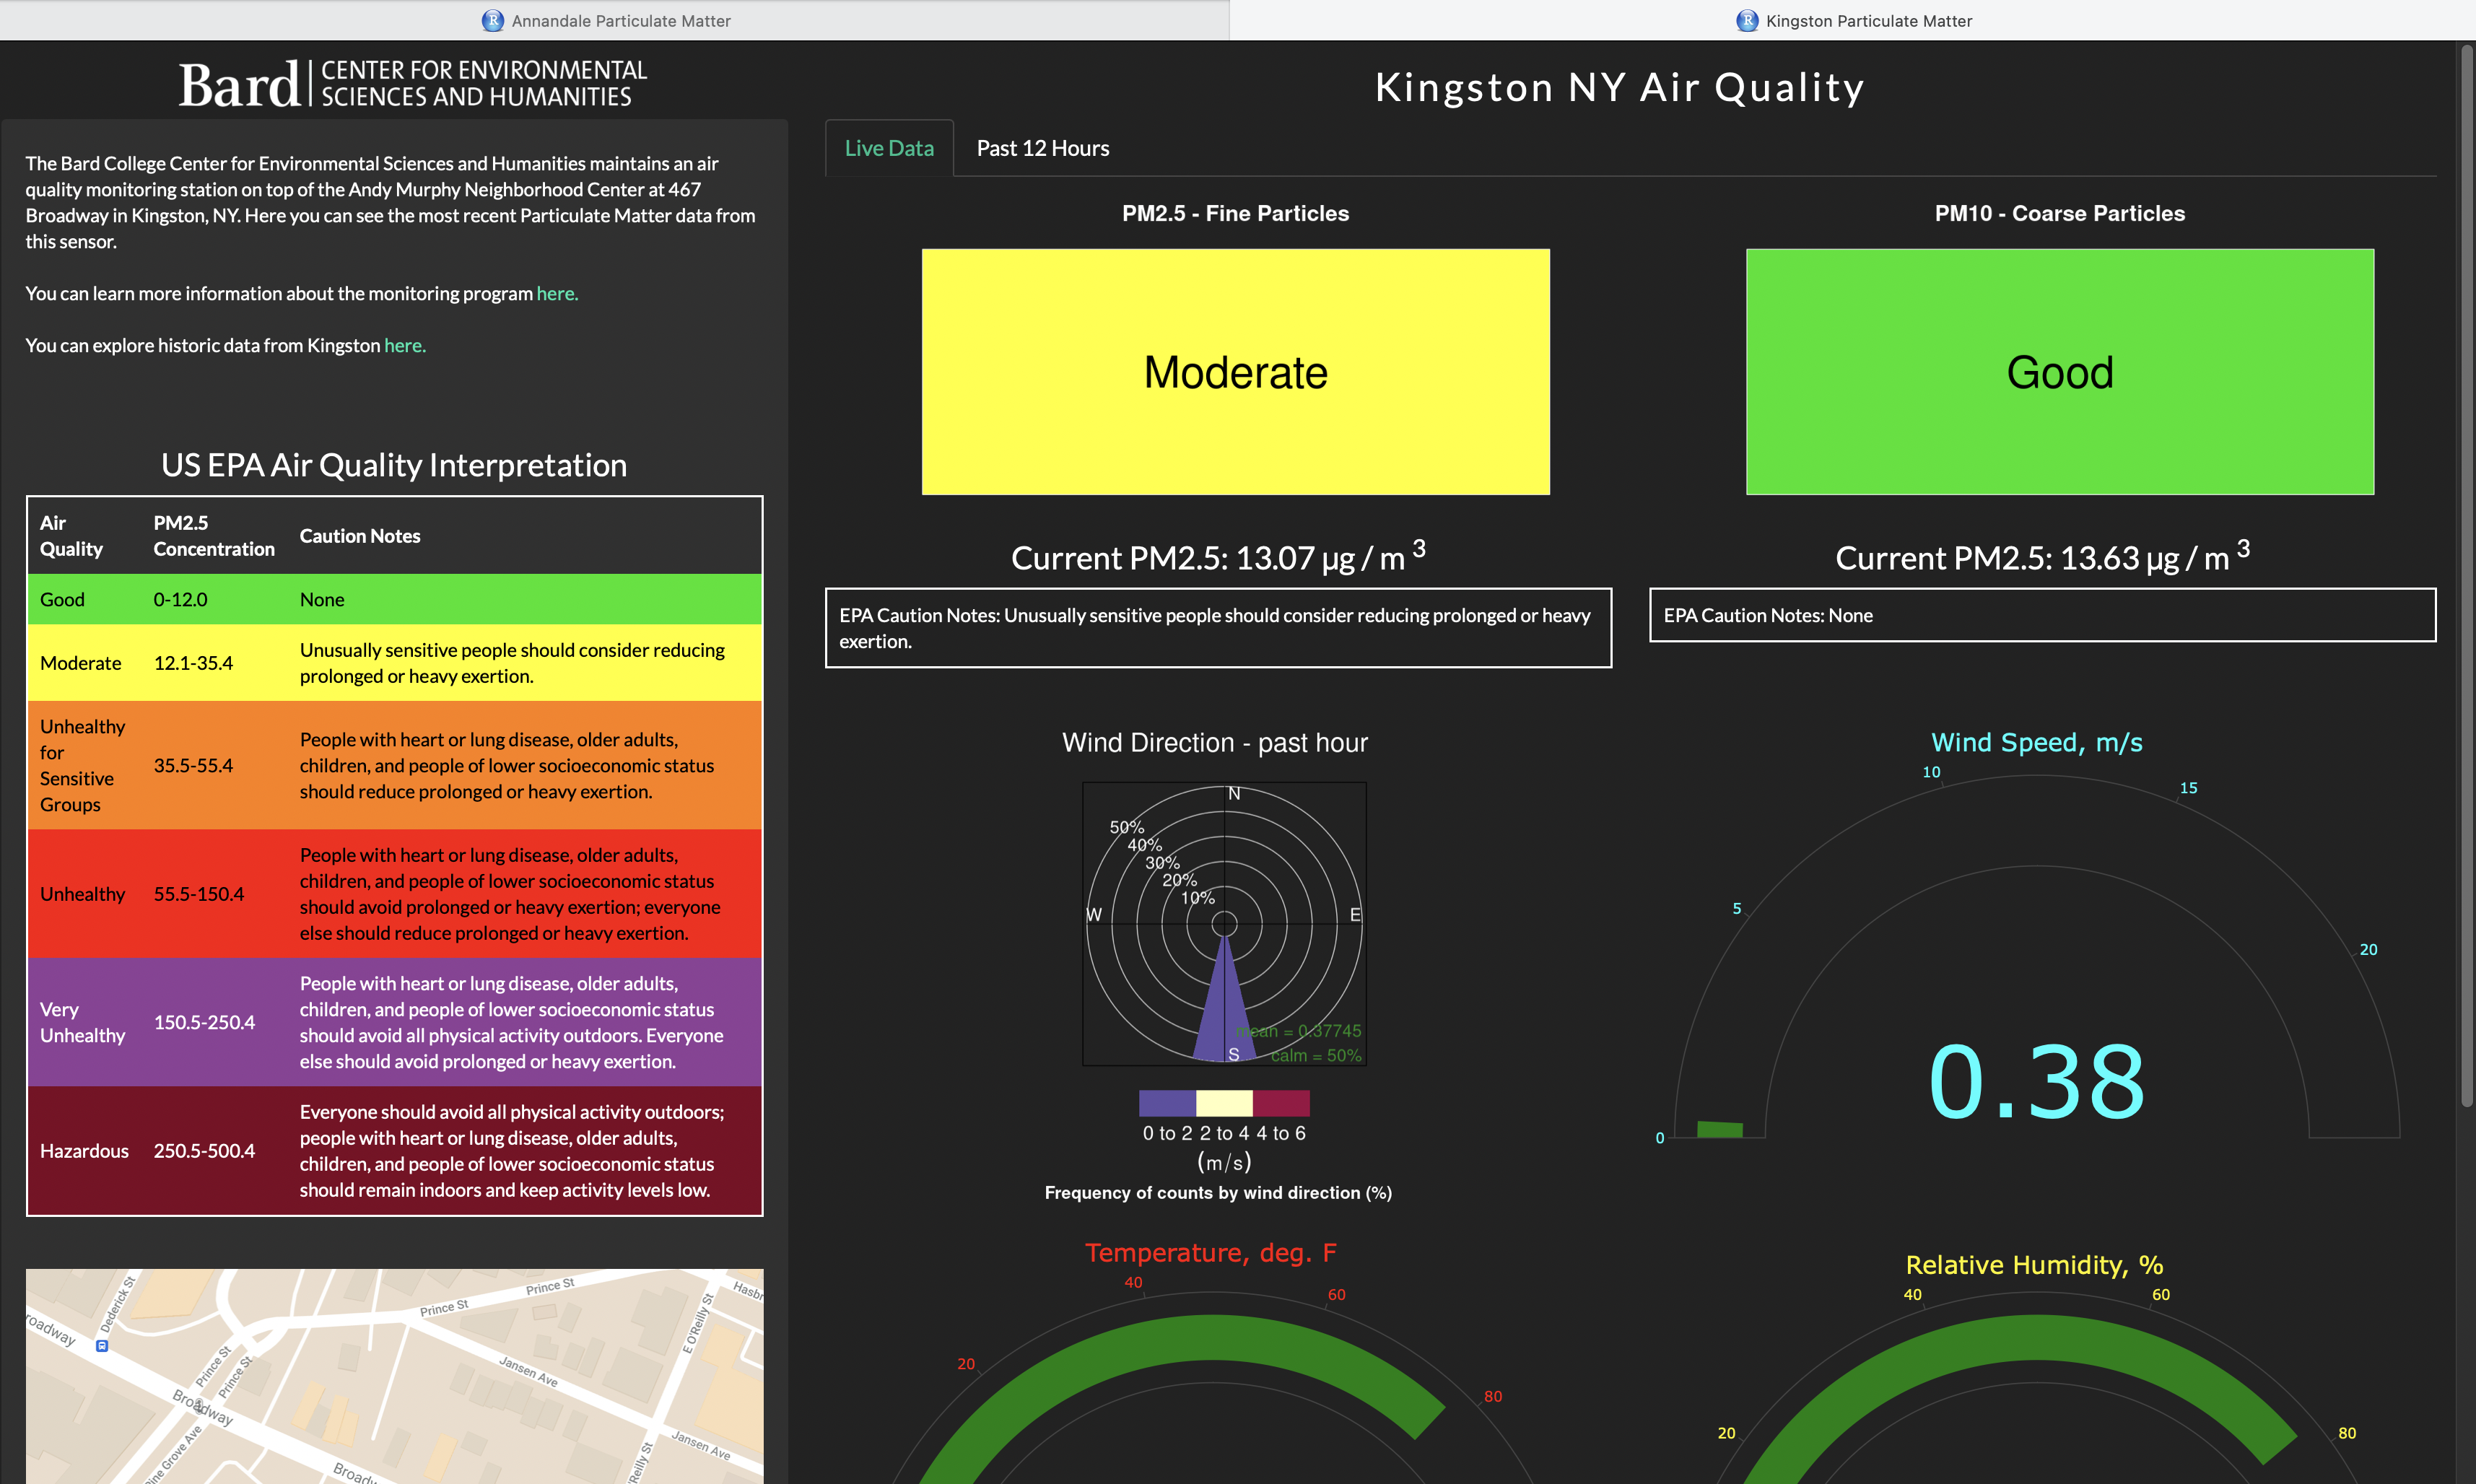 Annandale Particulate Matter
Kingston Particulate Matter
Bard
CENTER FOR ENVIRONMENTAL
SCIENCES AND HUMANITIES
The Bard College Center for Environmental Sciences and Humanities maintains an air
quality monitoring station on top of the Andy Murphy Neighborhood Center at 467
Broadway in Kingston, NY. Here you can see the most recent Particulate Matter data from
this sensor.
You can learn more information about the monitoring program here.
You can explore historic data from Kingston here.
US EPA Air Quality Interpretation
Air
Quality
PM2.5
Concentration
Caution Notes
Good
0-12.0
None
Moderate
12.1-35.4
Unusually sensitive people should consider reducing
prolonged or heavy exertion.
Unhealthy
for
Sensitive
Groups
35.5-55.4
People with heart or lung disease, older adults,
children, and people of lower socioeconomic status
should reduce prolonged or heavy exertion.
Unhealthy
55.5-150.4
People with heart or lung disease, older adults,
children, and people of lower socioeconomic status
should avoid prolonged or heavy exertion; everyone
else should reduce prolonged or heavy exertion.
Very
Unhealthy
150.5-250.4
People with heart or lung disease, older adults,
children, and people of lower socioeconomic status
should avoid all physical activity outdoors. Everyone
else should avoid prolonged or heavy exertion.
Hazardous
250.5-500.4
Everyone should avoid all physical activity outdoors;
people with heart or lung disease, older adults,
children, and people of lower socioeconomic status
should remain indoors and keep activity levels low.
Dederick St
Prince St
Prince St
Hasbr
roadway
E O'Reilly St
Prince St
Prince St
Jansen Ave
Broadway
Jansen Ave
Pine Grove Ave
'Reilly St
Broadw
Kingston NY Air Quality
Live Data
Past 12 Hours
PM2.5 - Fine Particles
Moderate
Current PM2.5: 13.07 µg / m 3
EPA Caution Notes: Unusually sensitive people should consider reducing prolonged or heavy
exertion.
PM10 - Coarse Particles
Good
Current PM2.5: 13.63 µg / m 3
EPA Caution Notes: None
Wind Direction - past hour
N
50%
40%
30%
20%
10%
W
E
mean = 0.37745
S
calm = 50%
0 to 2 2 to 4 4 to 6
(m/s)
Frequency of counts by wind direction (%)
Wind Speed, m/s
10
15
5
20
0.38
0
Temperature, deg. F
40
60
20
80
Relative Humidity, %
40
60
20
80